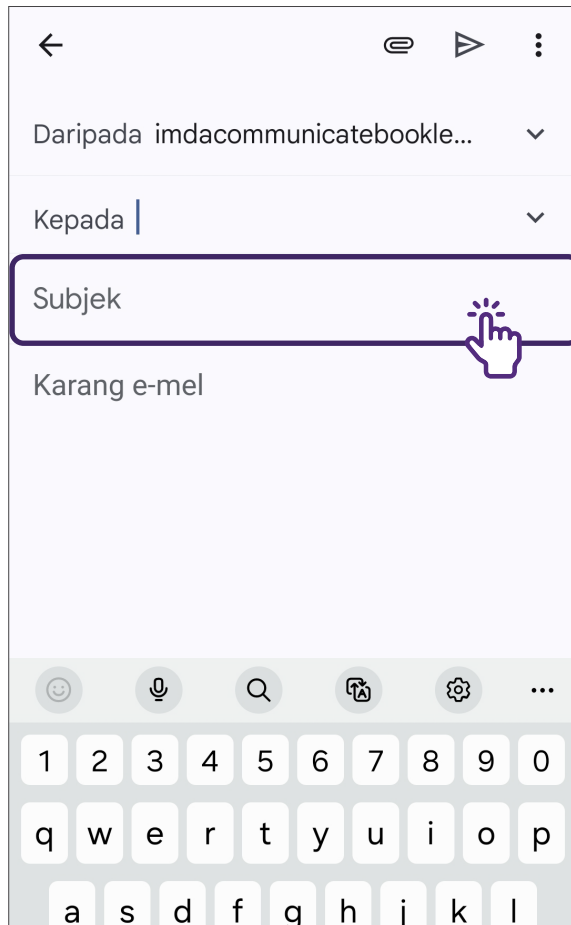 Daripada imdacommunicatebookle...
Kepada
Subjek
Karang e-mel
1 2 3 4 5 6 7 8 9 0
q w e r t y u i o p
a s d f g h j k l